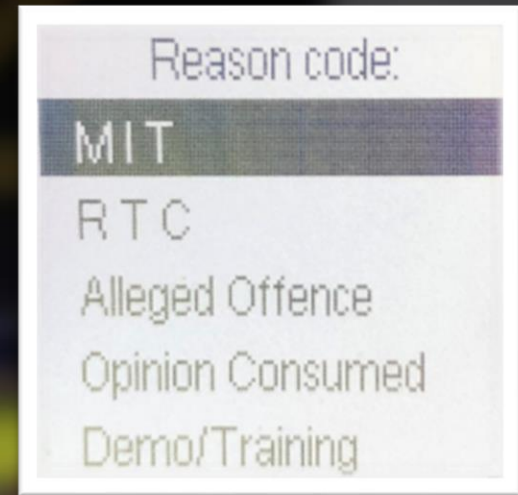 Reason code:
MIT
RTC
Alleged Offence
Opinion Consumed
Demo/Training